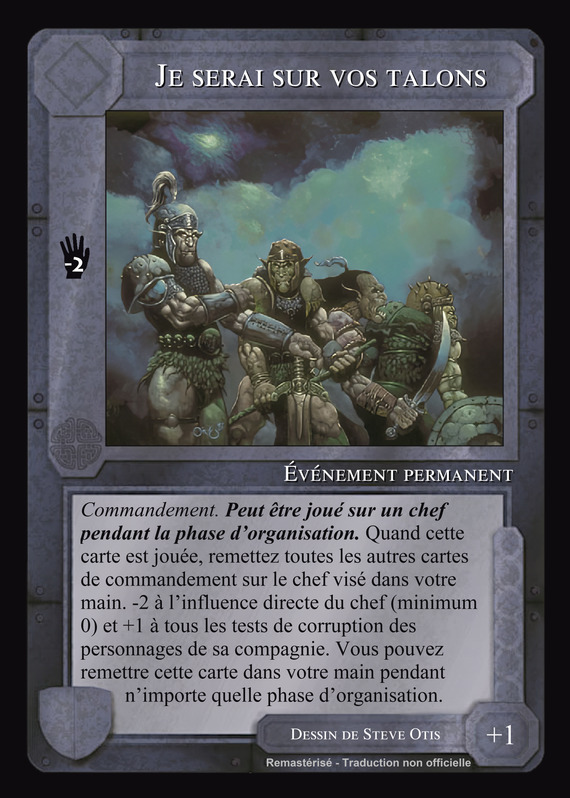 Je serai sur vos talons
-2
Événement permanent
Commandement. Peut être joué sur un chef
pendant la phase d'organisation. Quand cette
carte est jouée, remettez toutes les autres cartes
de commandement sur le chef visé dans votre
main. -2 à l'influence directe du chef (minimum
0) et +1 à tous les tests de corruption des
personnages de sa compagnie. Vous pouvez
remettre cette carte dans votre main pendant
n'importe quelle phase d'organisation.
Dessin de Steve Otis
+1
Remastérisé - Traduction non officielle